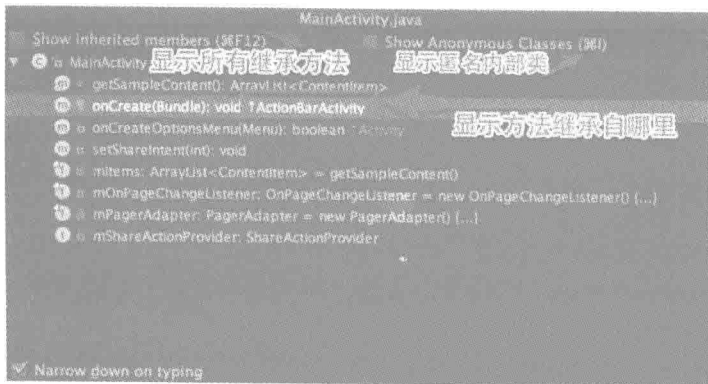 MainActivity.java
Show inherited members (⌘F12) Show Anonymous Classes (⌘I)
MainActivity 显示所有继承方法 显示匿名内部类
getSampleContent(): ArrayList<ContentItem>
onCreate(Bundle): void ↑ActionBarActivity
显示方法继承自哪里
onCreateOptionsMenu(Menu): boolean ↑Activity
setShareIntent(int): void
mItems: ArrayList<ContentItem> = getSampleContent()
mOnPageChangeListener: OnPageChangeListener = new OnPageChangeListener() {...}
mPagerAdapter: PagerAdapter = new PagerAdapter() {...}
mShareActionProvider: ShareActionProvider
Narrow down on typing